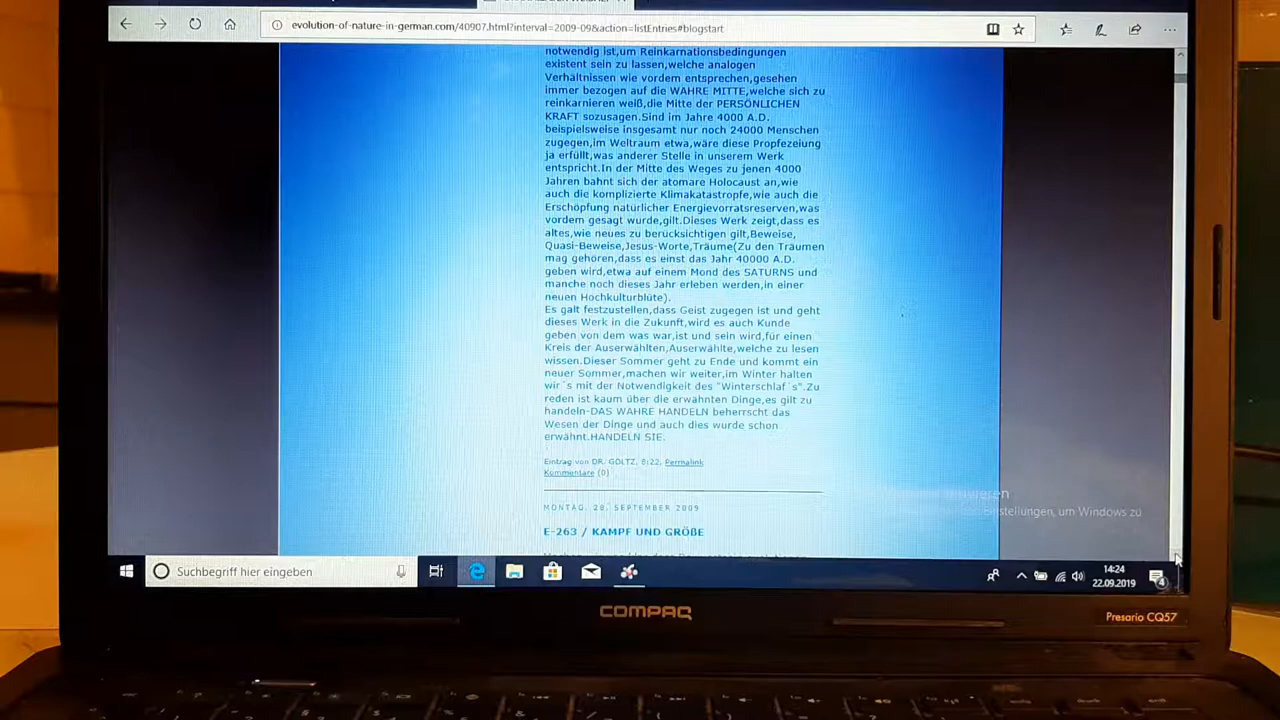 evolution-of-nature-in-german.com/40907.html?interval=2009-09&action=listEntries#blogstart
notwendig ist,um Reinkarnationsbedingungen
existent sein zu lassen,welche analogen
Verhältnissen wie vordem entsprechen,gesehen
immer bezogen auf die WAHRE MITTE,welche sich zu
reinkarnieren weiß,die Mitte der PERSÖNLICHEN
KRAFT sozusagen.Sind im Jahre 4000 A.D.
beispielsweise insgesamt nur noch 24000 Menschen
zugegen,im Weltraum etwa,wäre diese Propfezeiung
ja erfüllt,was anderer Stelle in unserem Werk
entspricht.In der Mitte des Weges zu jenen 4000
Jahren bahnt sich der atomare Holocaust an,wie
auch die komplizierte Klimakatastropfe,wie auch die
Erschöpfung natürlicher Energievorratsreserven,was
vordem gesagt wurde,gilt.Dieses Werk zeigt,dass es
altes,wie neues zu berücksichtigen gilt,Beweise,
Quasi-Beweise,Jesus-Worte,Träume(Zu den Träumen
mag gehören,dass es einst das Jahr 40000 A.D.
geben wird,etwa auf einem Mond des SATURNS und
manche noch dieses Jahr erleben werden,in einer
neuen Hochkulturblüte).
Es galt festzustellen,dass Geist zugegen ist und geht
dieses Werk in die Zukunft,wird es auch Kunde
geben von dem was war,ist und sein wird,für einen
Kreis der Auserwählten,Auserwählte,welche zu lesen
wissen.Dieser Sommer geht zu Ende und kommt ein
neuer Sommer,machen wir weiter,im Winter halten
wir´s mit der Notwendigkeit des "Winterschlaf´s".Zu
reden ist kaum über die erwähnten Dinge,es gilt zu
handeln-DAS WAHRE HANDELN beherrscht das
Wesen der Dinge und auch dies wurde schon
erwähnt.HANDELN SIE.
Eintrag von DR. GÖLTZ, 8:22, Permalink
Kommentare (0)
MONTAG, 28. SEPTEMBER 2009
E-263 / KAMPF UND GRÖßE
Einstellungen, um Windows zu
Suchbegriff hier eingeben
14:24
22.09.2019
4
COMPAQ
Presario CQ57